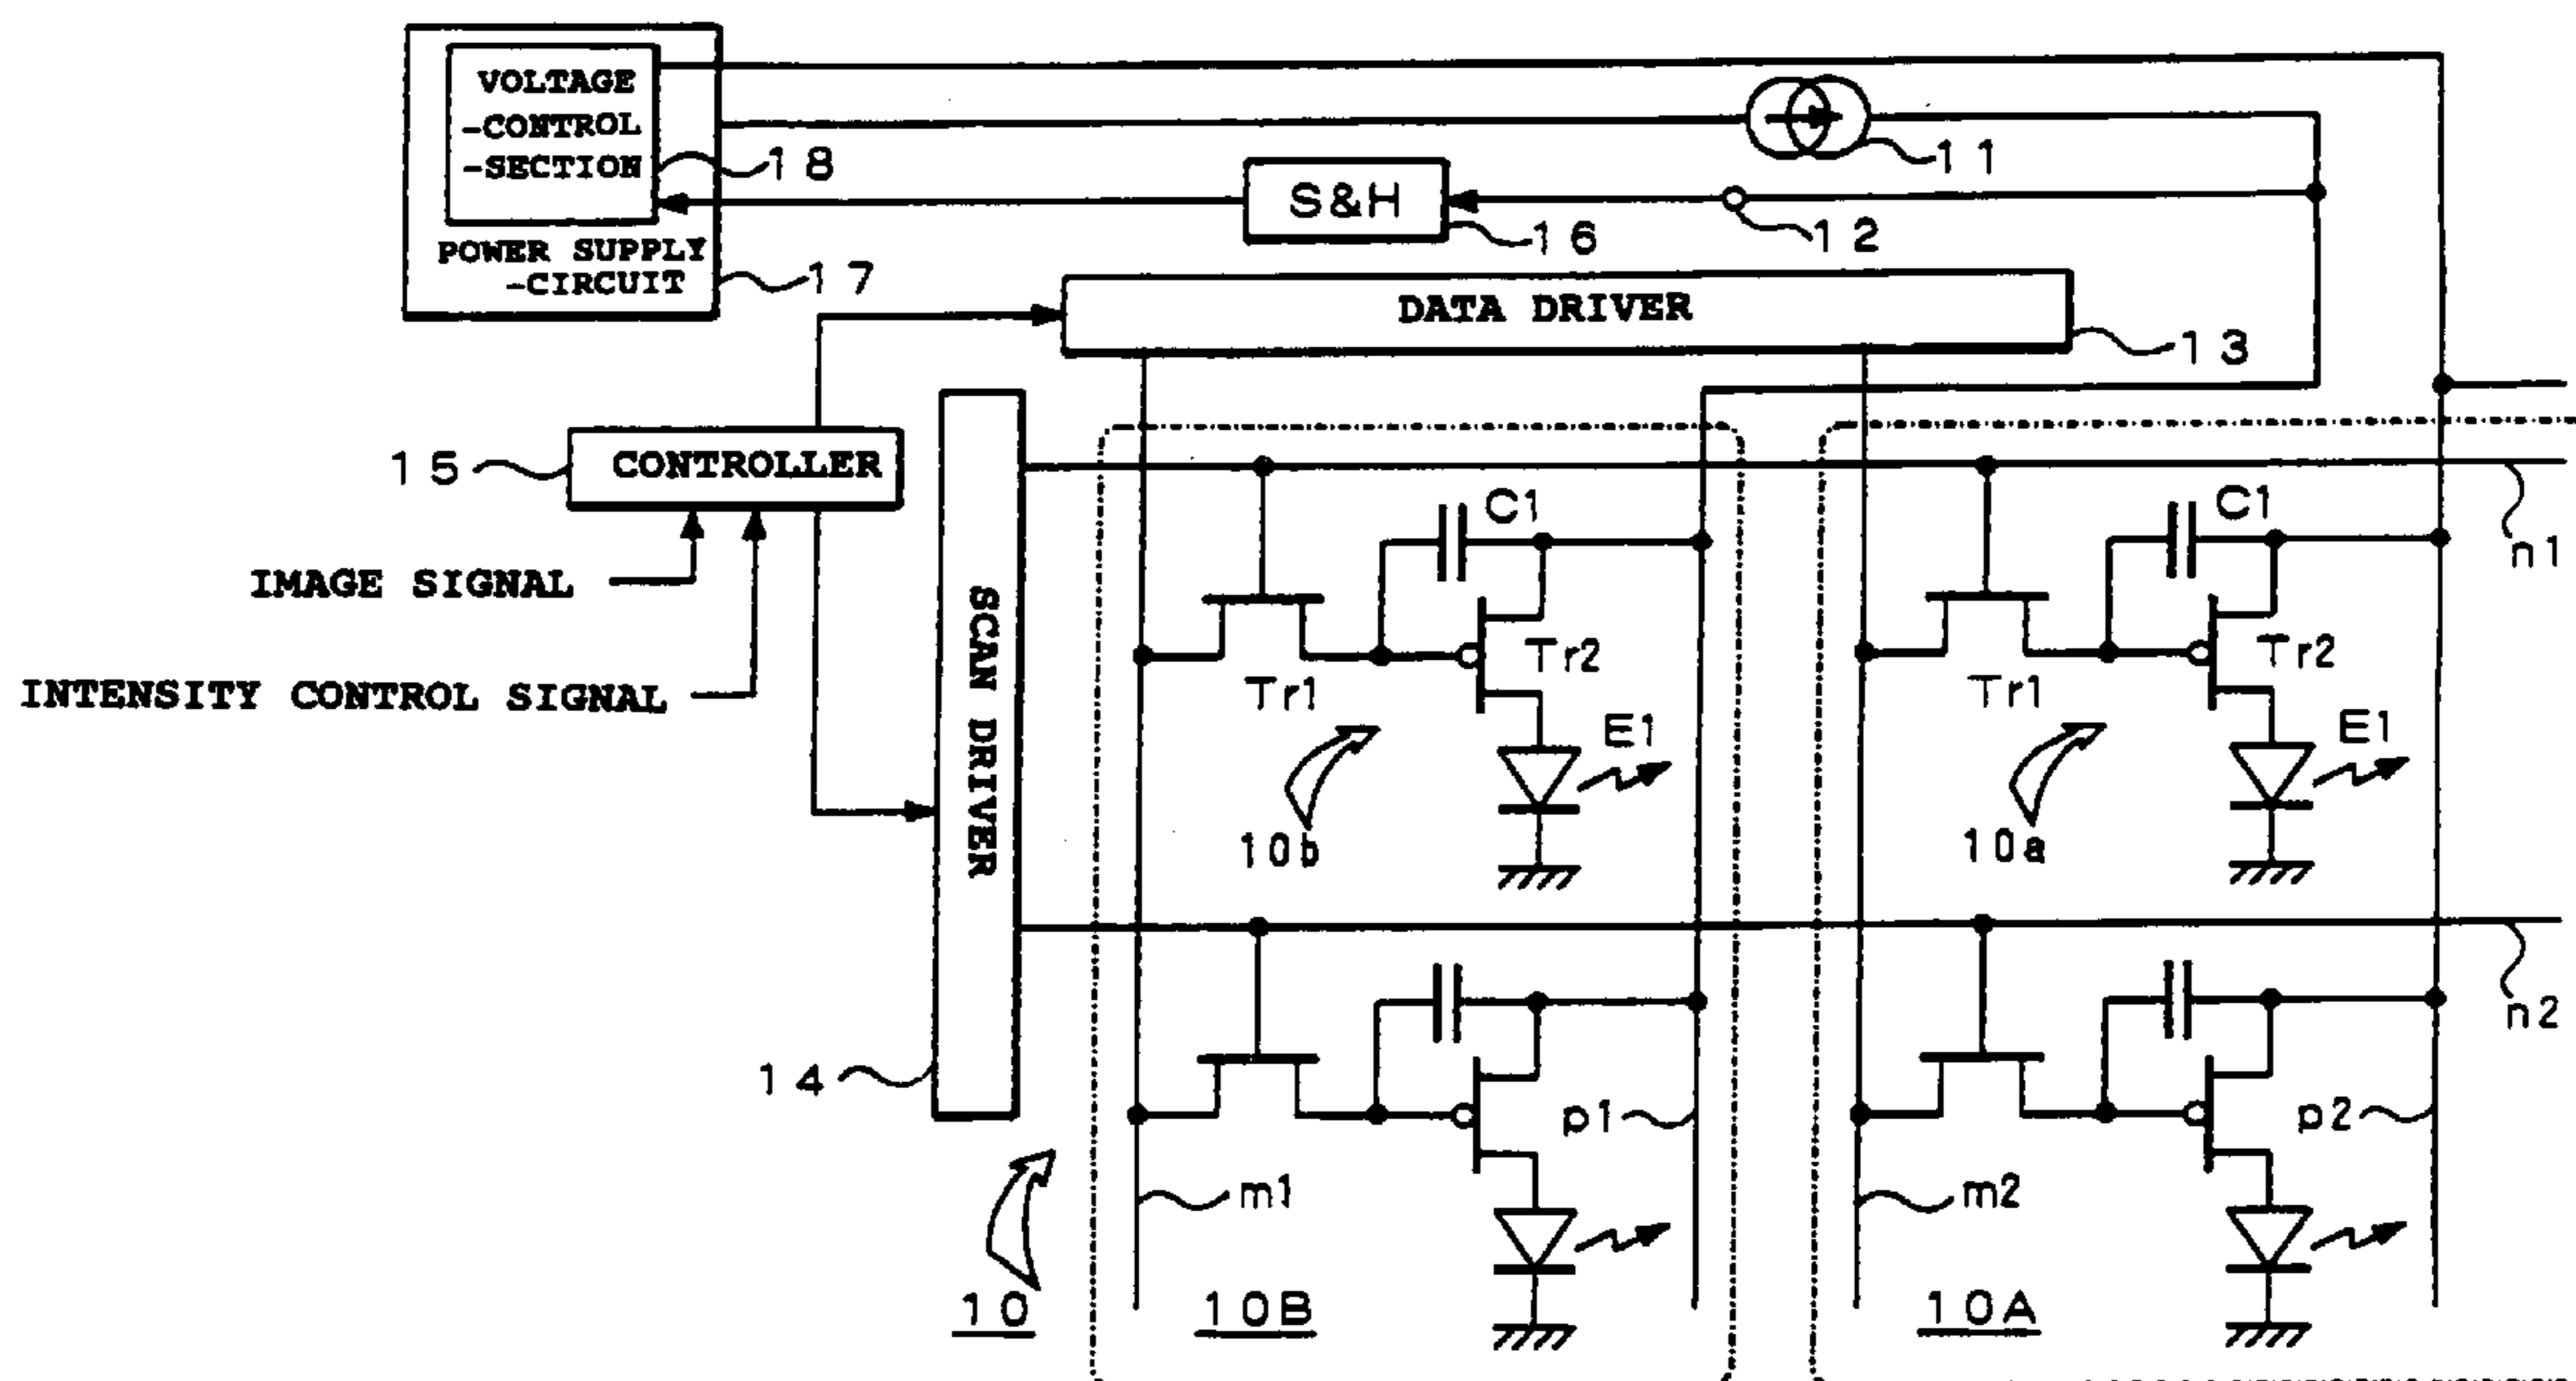 VOLTAGE
-CONTROL
-SECTION
18
POWER SUPPLY
-CIRCUIT
17
11
S&H
16
12
DATA DRIVER
13
15
CONTROLLER
IMAGE SIGNAL
INTENSITY CONTROL SIGNAL
SCAN DRIVER
14
C1
Tr1
Tr2
E1
10b
C1
Tr1
Tr2
E1
10a
n1
n2
p1
p2
m1
m2
10
10B
10A